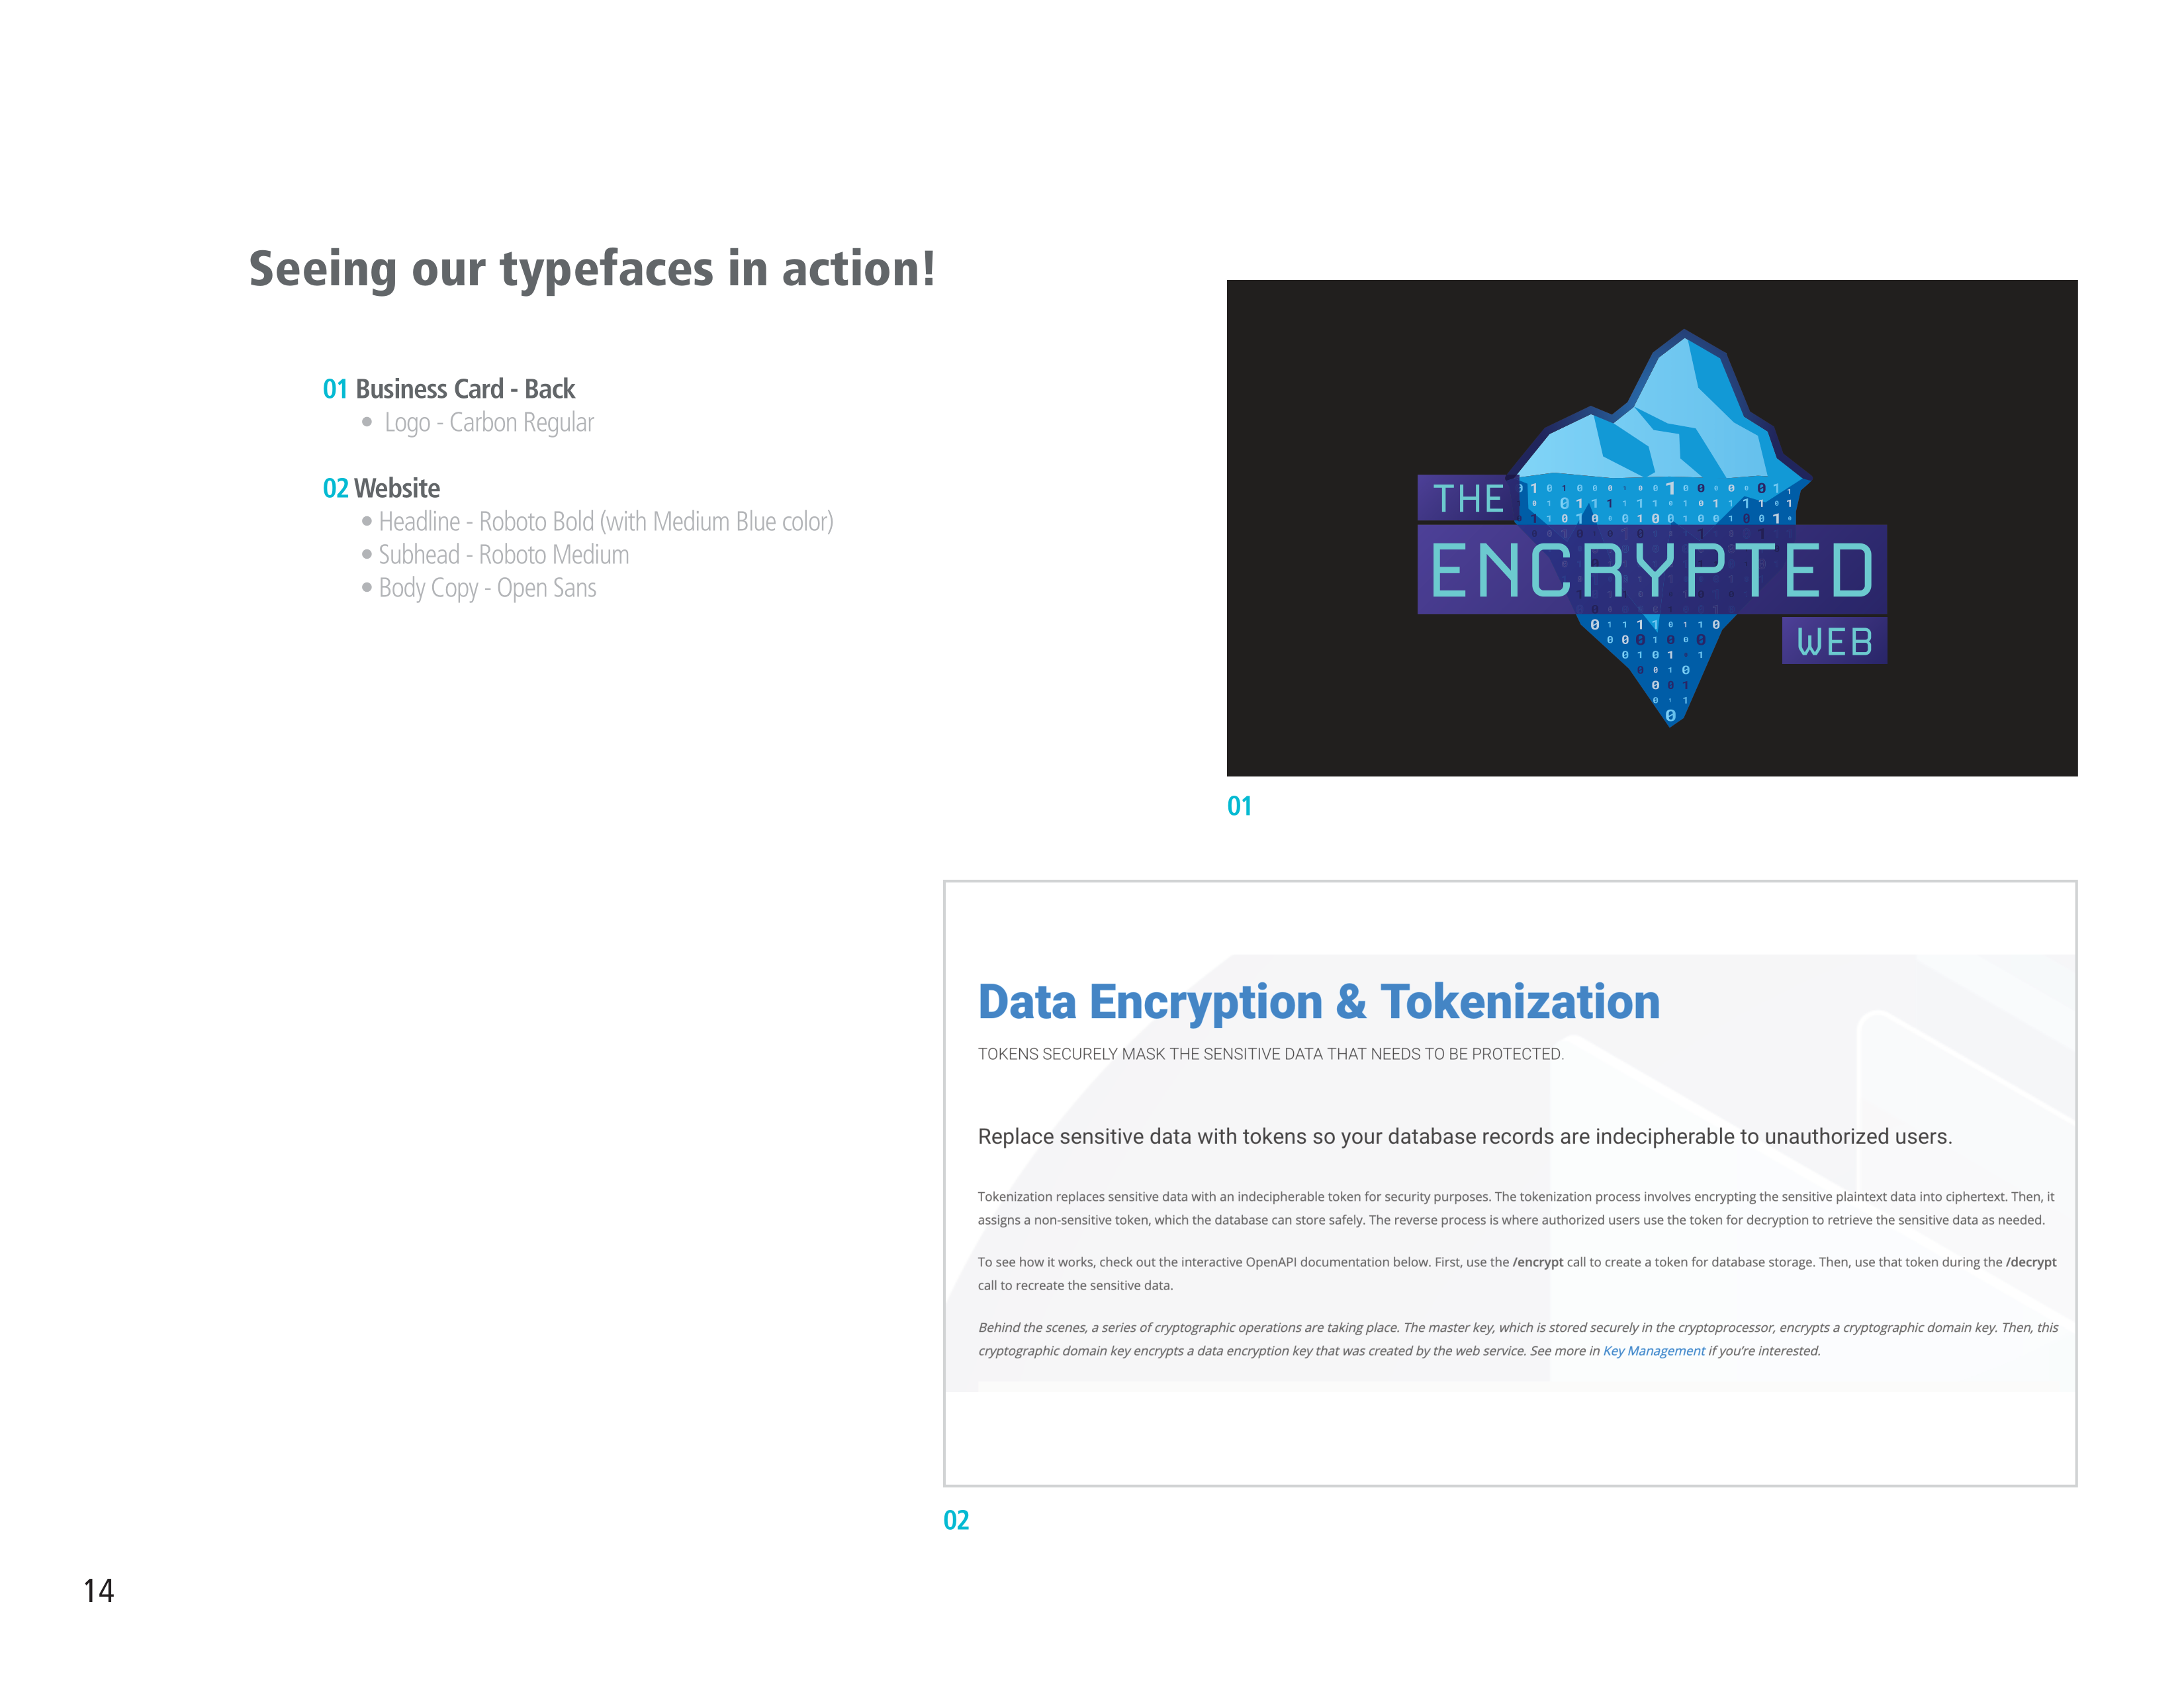 Seeing our typefaces in action!
01 Business Card - Back
• Logo - Carbon Regular
02 Website
• Headline - Roboto Bold (with Medium Blue color)
• Subhead - Roboto Medium
• Body Copy - Open Sans
THE
ENCRYPTED
WEB
01
Data Encryption & Tokenization
TOKENS SECURELY MASK THE SENSITIVE DATA THAT NEEDS TO BE PROTECTED.
Replace sensitive data with tokens so your database records are indecipherable to unauthorized users.
Tokenization replaces sensitive data with an indecipherable token for security purposes. The tokenization process involves encrypting the sensitive plaintext data into ciphertext. Then, it
assigns a non-sensitive token, which the database can store safely. The reverse process is where authorized users use the token for decryption to retrieve the sensitive data as needed.
To see how it works, check out the interactive OpenAPI documentation below. First, use the /encrypt call to create a token for database storage. Then, use that token during the /decrypt
call to recreate the sensitive data.
Behind the scenes, a series of cryptographic operations are taking place. The master key, which is stored securely in the cryptoprocessor, encrypts a cryptographic domain key. Then, this
cryptographic domain key encrypts a data encryption key that was created by the web service. See more in Key Management if you're interested.
02
14